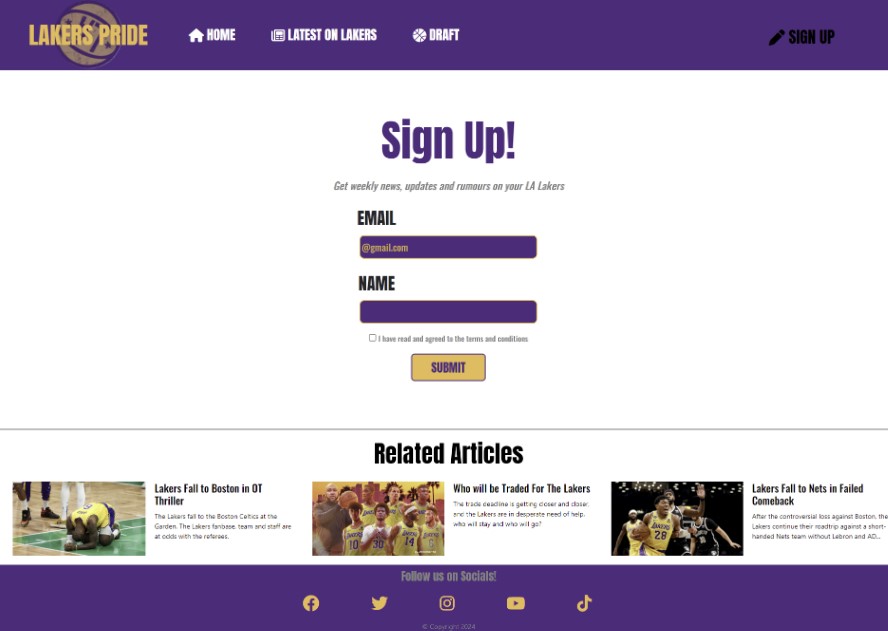 LAKERS PRIDE
HOME
LATEST ON LAKERS
DRAFT
SIGN UP
Sign Up!
Get weekly news, updates and rumours on your LA Lakers
EMAIL
@gmail.com
NAME
I have read and agreed to the terms and conditions
SUBMIT
Related Articles
Lakers Fall to Boston in OT
Thriller
The Lakers fall to the Boston Celtics at the
Garden. The Lakers fanbase, team and staff are
at odds with the referees.
10
30
14
7
Who will be Traded For The Lakers
The trade deadline is getting closer and closer,
and the Lakers are in desperate need of help,
who will stay and who will go?
LAKERS
28
Lakers Fall to Nets in Failed
Comeback
After the controversial loss against Boston, the
Lakers continue their roadtrip against a short-
handed Nets team without Lebron and AD...
Follow us on Socials!
© Copyright 2024